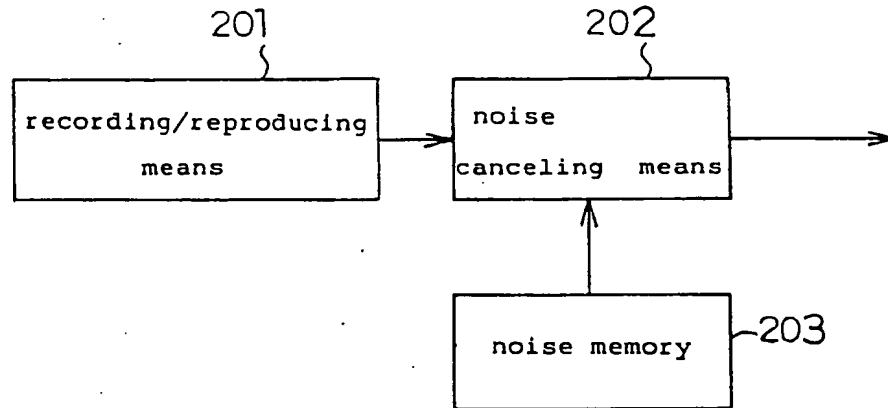 201
202
recording/reproducing
means
noise
canceling means
noise memory
203